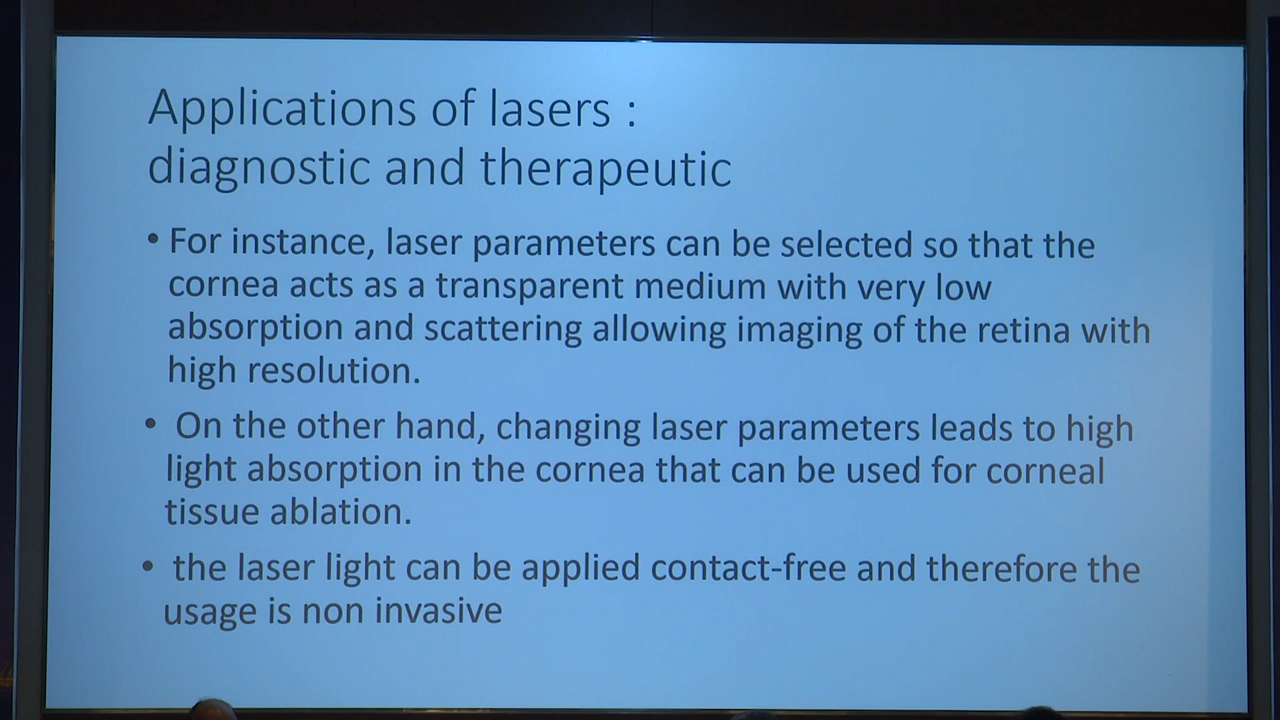 Applications of lasers :
diagnostic and therapeutic
• For instance, laser parameters can be selected so that the
cornea acts as a transparent medium with very low
absorption and scattering allowing imaging of the retina with
high resolution.
• On the other hand, changing laser parameters leads to high
light absorption in the cornea that can be used for corneal
tissue ablation.
• the laser light can be applied contact-free and therefore the
usage is non invasive